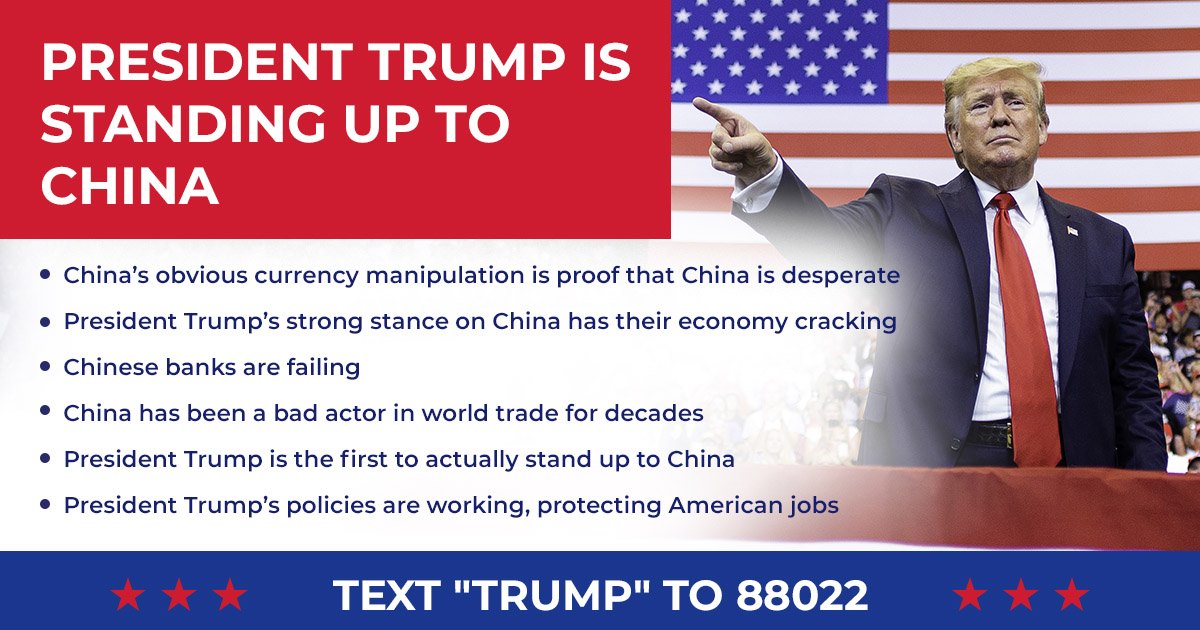 PRESIDENT TRUMP IS
STANDING UP TO
CHINA
• China’s obvious currency manipulation is proof that China is desperate
• President Trump’s strong stance on China has their economy cracking
• Chinese banks are failing
• China has been a bad actor in world trade for decades
• President Trump is the first to actually stand up to China
• President Trump’s policies are working, protecting American jobs
TEXT "TRUMP" TO 88022